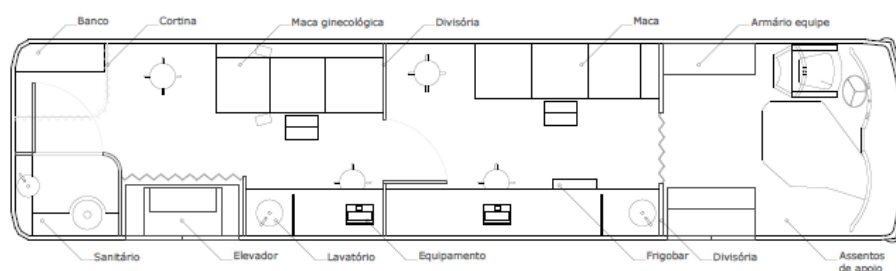 Banco
Cortina
Maca ginecológica
Divisória
Maca
Armário equipe
Sanitário
Elevador
Lavatório
Equipamento
Frigobar
Divisória
Assentos
de apoio